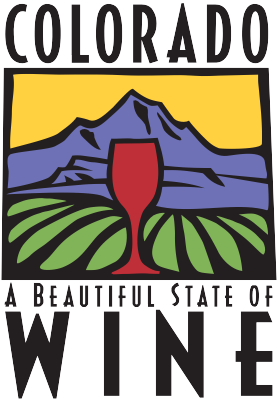 COLORADO
A BEAUTIFUL STATE OF
WINE